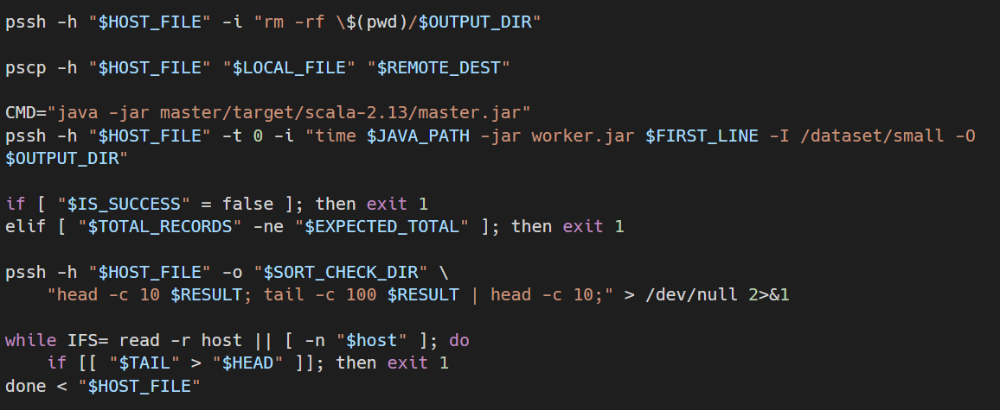 pssh -h "$HOST_FILE" -i "rm -rf \$(pwd)/$OUTPUT_DIR"
pscp -h "$HOST_FILE" "$LOCAL_FILE" "$REMOTE_DEST"
CMD="java -jar master/target/scala-2.13/master.jar"
pssh -h "$HOST_FILE" -t 0 -i "time $JAVA_PATH -jar worker.jar $FIRST_LINE -I /dataset/small -O
$OUTPUT_DIR"
if [ "$IS_SUCCESS" = false ]; then exit 1
elif [ "$TOTAL_RECORDS" -ne "$EXPECTED_TOTAL" ]; then exit 1
pssh -h "$HOST_FILE" -o "$SORT_CHECK_DIR" \
    "head -c 10 $RESULT; tail -c 100 $RESULT | head -c 10;" > /dev/null 2>&1
while IFS= read -r host || [ -n "$host" ]; do
    if [[ "$TAIL" > "$HEAD" ]]; then exit 1
done < "$HOST_FILE"